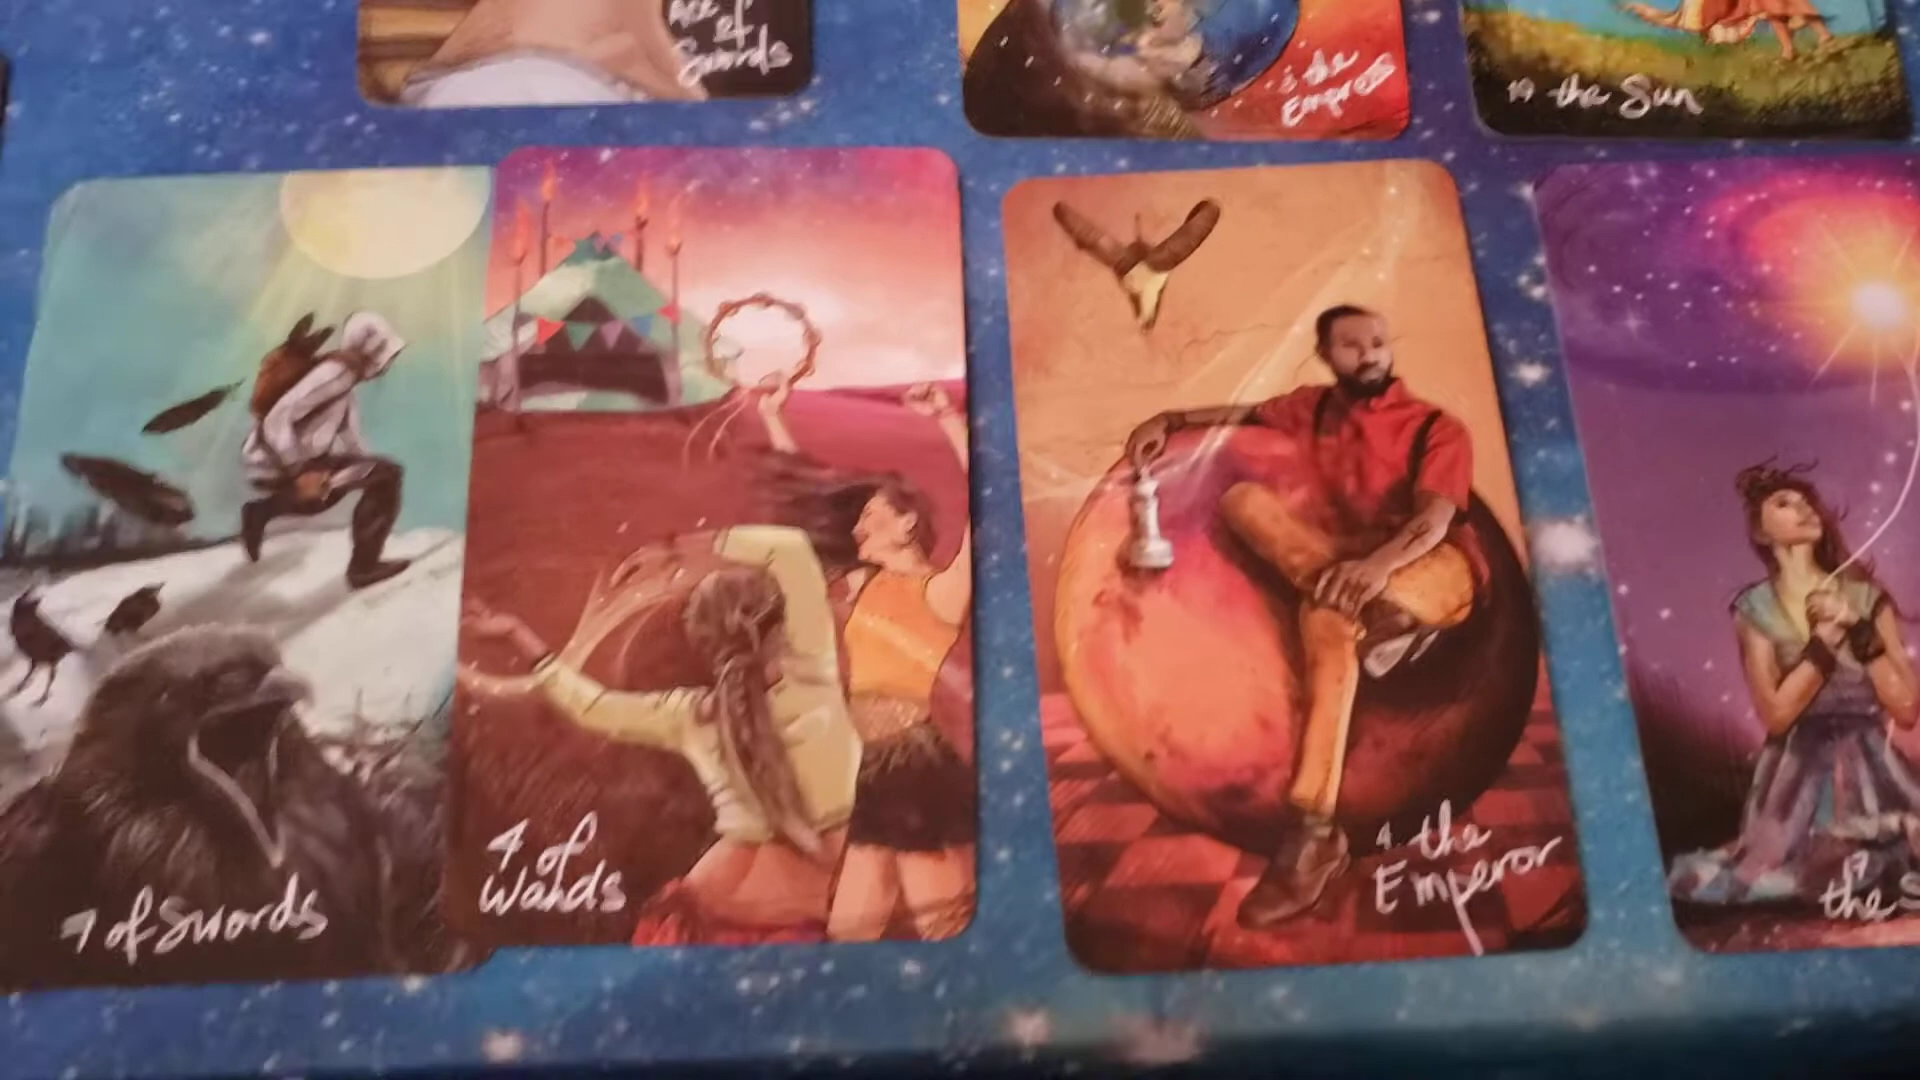 Ace
of
Swords
3 the
Empress
19 the Sun
7 of Swords
4 of
Wands
4 the
Emperor
17
the S